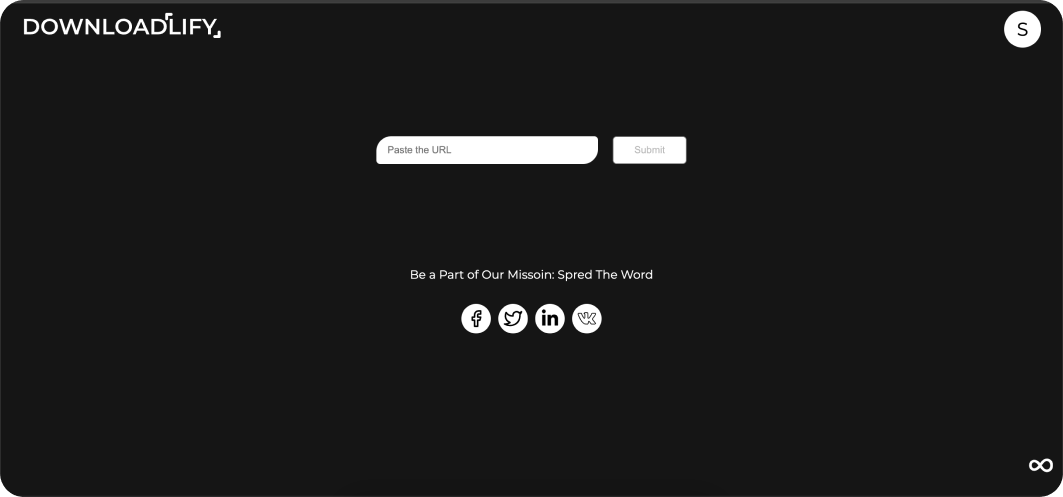 DOWNLOADLIFY
S
Paste the URL
Submit
Be a Part of Our Missoin: Spred The Word